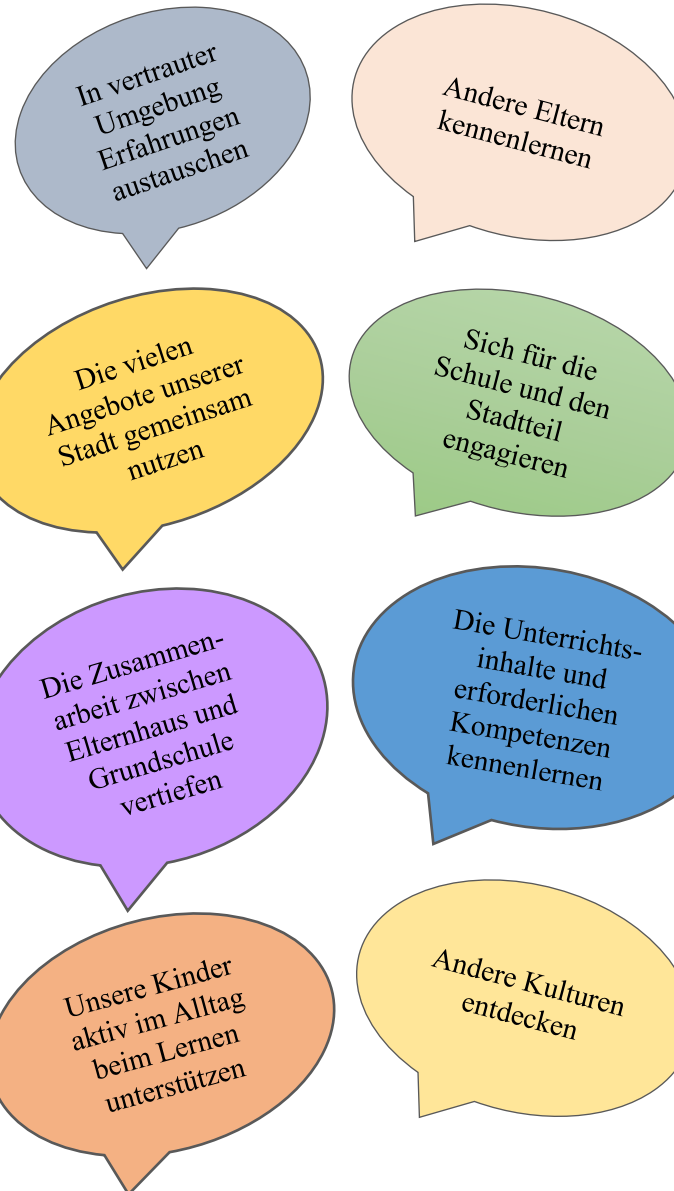 In vertrauter
Umgebung
Erfahrungen
austauschen
Andere Eltern
kennenlernen
Die vielen
Angebote unserer
Stadt gemeinsam
nutzen
Sich für die
Schule und den
Stadtteil
engagieren
Die Zusammen-
arbeit zwischen
Elternhaus und
Grundschule
vertiefen
Die Unterrichts-
inhalte und
erforderlichen
Kompetenzen
kennenlernen
Unsere Kinder
aktiv im Alltag
beim Lernen
unterstützen
Andere Kulturen
entdecken